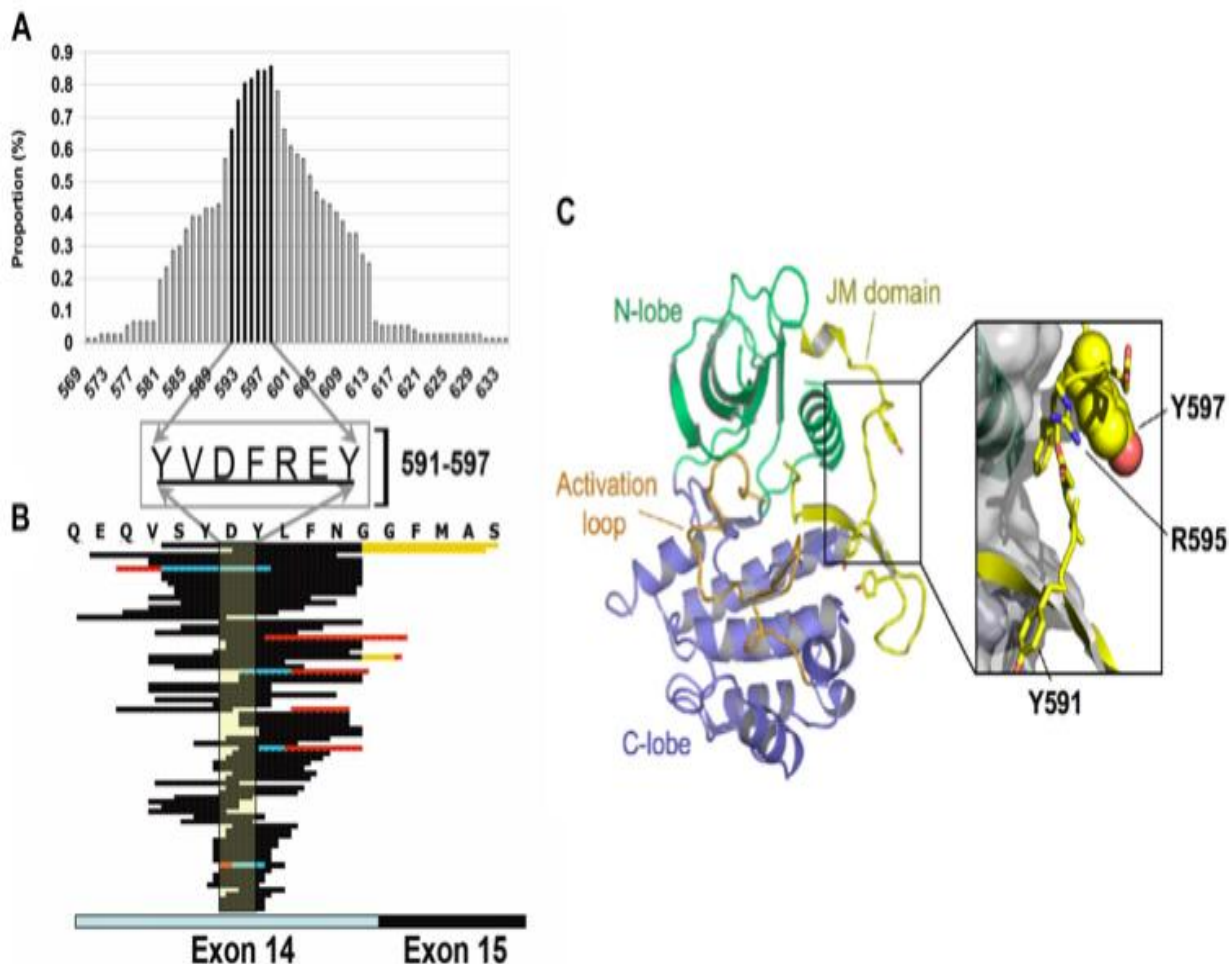 A
Proportion (%)
0.9
0.8
0.7
0.6
0.5
0.4
0.3
0.2
0.1
0
569 573 577 581 585 589 593 597 601 605 609 613 617 621 625 629 633
YVDFREY
591-597
B
Q E Q V S Y D Y L F N G G F M A S
Exon 14 Exon 15
C
N-lobe
JM domain
Activation
loop
C-lobe
Y597
R595
Y591